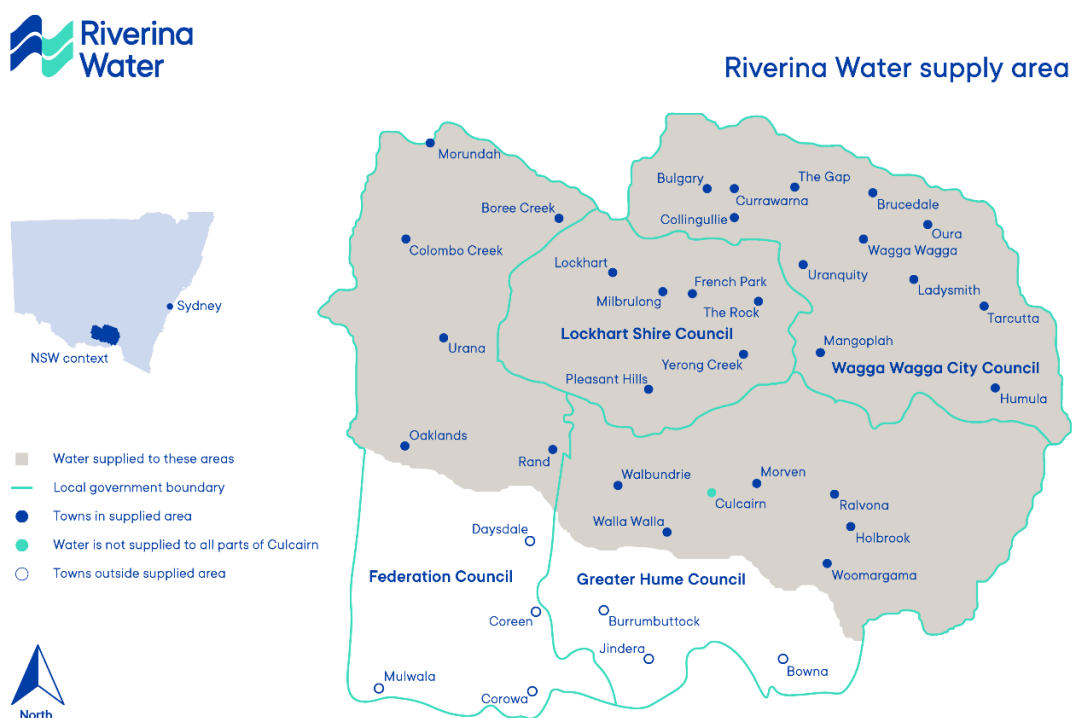 Riverina
Water
Riverina Water supply area
Morundah
Bulgary
The Gap
Currawarna
Brucedale
Boree Creek
Collingullie
Oura
Colombo Creek
Wagga Wagga
Lockhart
Uranquity
French Park
Ladysmith
Milbrulong
The Rock
Sydney
Tarcutta
Lockhart Shire Council
Urana
NSW context
Mangoplah
Yerong Creek
Wagga Wagga City Council
Pleasant Hills
Humula
Oaklands
Rand
Water supplied to these areas
Local government boundary
Towns in supplied area
Water is not supplied to all parts of Culcairn
Towns outside supplied area
Walbundrie
Morven
Culcairn
Ralvona
Walla Walla
Holbrook
Daysdale
Woomargama
Federation Council
Greater Hume Council
Coreen
Burrumbuttock
Jindera
Bowna
Mulwala
Corowa
North